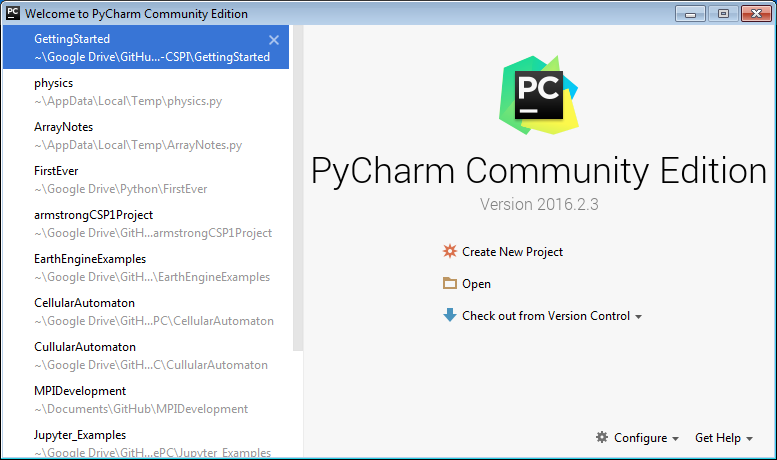 Welcome to PyCharm Community Edition
GettingStarted
~\Google Drive\GitHu...-CSPI\GettingStarted
physics
~\AppData\Local\Temp\physics.py
ArrayNotes
~\AppData\Local\Temp\ArrayNotes.py
FirstEver
~\Google Drive\Python\FirstEver
armstrongCSP1Project
~\Google Drive\GitH...armstrongCSP1Project
EarthEngineExamples
~\Google Drive\GitH...\EarthEngineExamples
CellularAutomaton
~\Google Drive\GitH...PC\CellularAutomaton
CullularAutomaton
~\Google Drive\GitH...C\CullularAutomaton
MPIDevelopment
~\Documents\GitHub\MPIDevelopment
Jupyter_Examples
~\Google Drive\GitH...ePC\Jupyter_Examples
PC
PyCharm Community Edition
Version 2016.2.3
Create New Project
Open
Check out from Version Control
Configure
Get Help